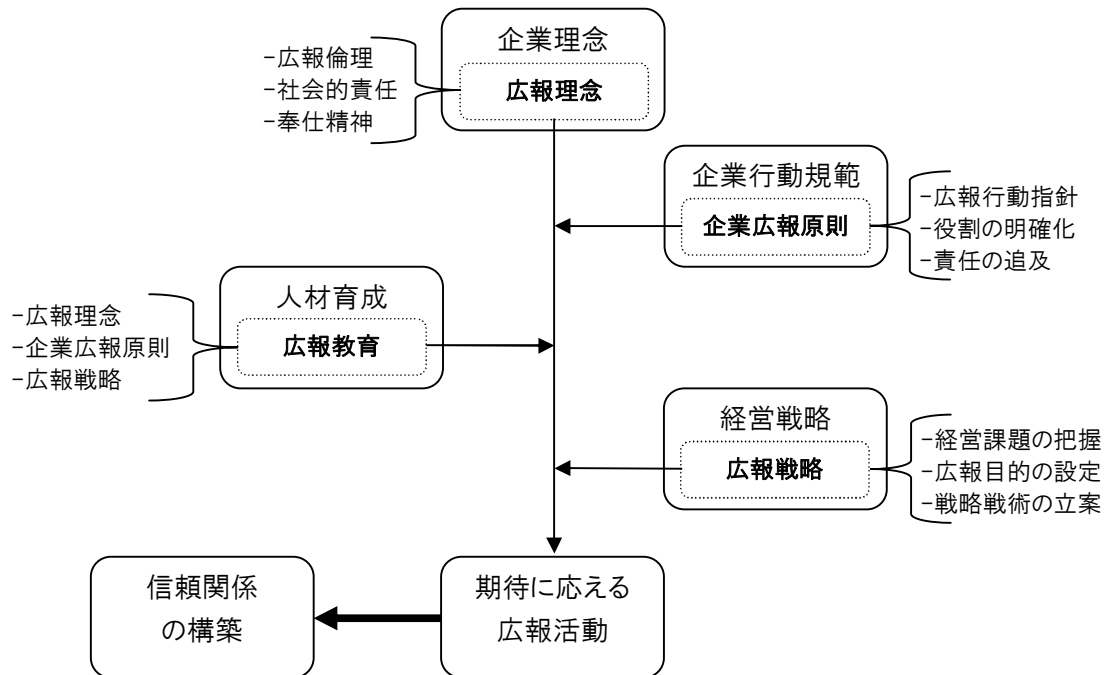 企業理念
広報理念
-広報倫理
-社会的責任
-奉仕精神
企業行動規範
企業広報原則
-広報行動指針
-役割の明確化
-責任の追及
人材育成
広報教育
-広報理念
-企業広報原則
-広報戦略
経営戦略
広報戦略
-経営課題の把握
-広報目的の設定
-戦略戦術の立案
期待に応える
広報活動
信頼関係
の構築